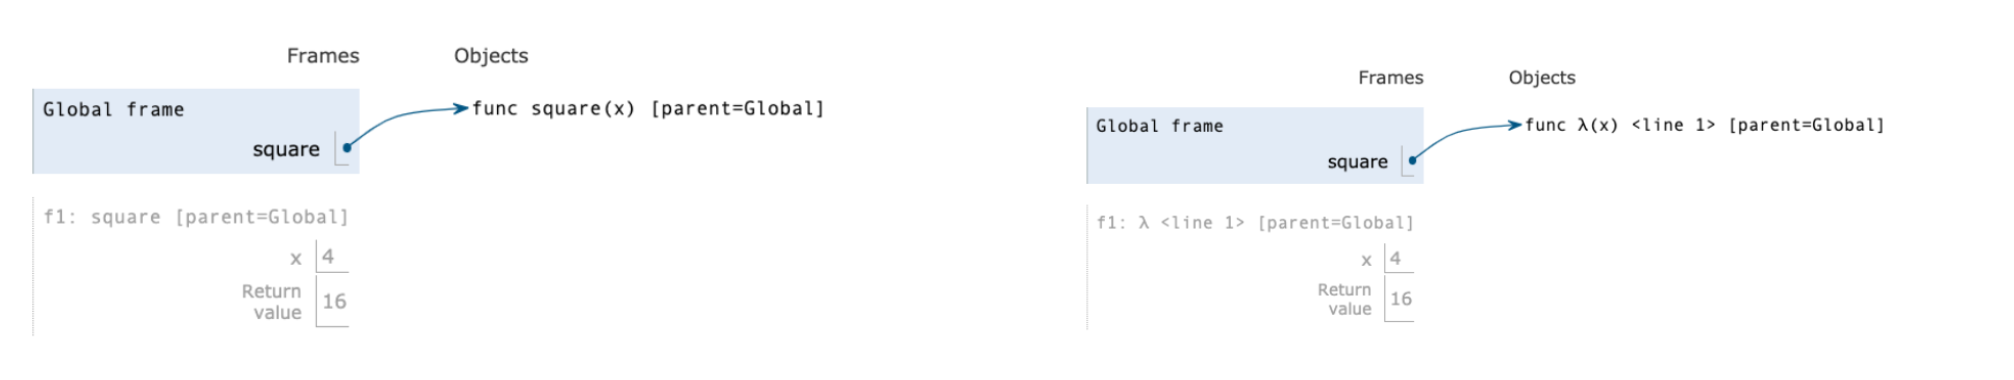 Frames Objects
Global frame
func square(x) [parent=Global]
square
f1: square [parent=Global]
x 4
Return
value 16
Frames Objects
Global frame
func λ(x) <line 1> [parent=Global]
square
f1: λ <line 1> [parent=Global]
x 4
Return
value 16